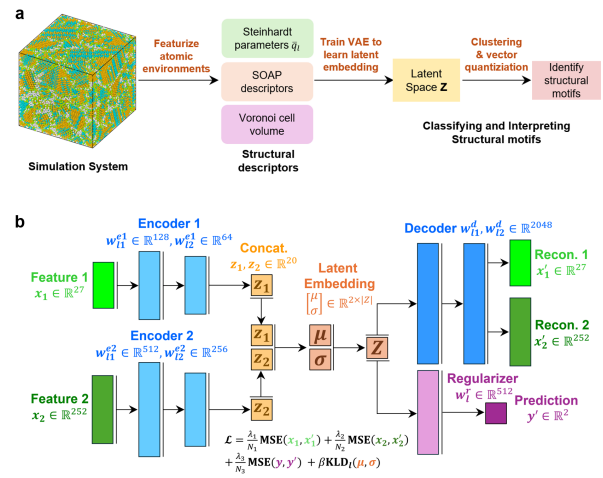 a
Steinhardt
parameters q̄_l
Featurize
atomic
environments
SOAP
descriptors
Voronoi cell
volume
Train VAE to
learn latent
embedding
Latent
Space Z
Clustering
& vector
quantiziation
Identify
structural
motifs
Simulation System
Structural
descriptors
Classifying and Interpreting
Structural motifs
b
Encoder 1
w_{l1}^{e1} ∈ ℝ^{128}, w_{l2}^{e1} ∈ ℝ^{64}
Feature 1
x_1 ∈ ℝ^{27}
Concat.
z_1, z_2 ∈ ℝ^{20}
z_1
Latent
Embedding
[μ σ] ∈ ℝ^{2×|Z|}
Decoder w_{l1}^d, w_{l2}^d ∈ ℝ^{2048}
Recon. 1
x_1′ ∈ ℝ^{27}
Encoder 2
w_{l1}^{e2} ∈ ℝ^{512}, w_{l2}^{e2} ∈ ℝ^{256}
z_1
z_2
μ
σ
Z
Recon. 2
x_2′ ∈ ℝ^{252}
Feature 2
x_2 ∈ ℝ^{252}
z_2
Regularizer
w_l^r ∈ ℝ^{512}
Prediction
y′ ∈ ℝ^2
ℒ = λ_1/N_1 MSE(x_1, x_1′) + λ_2/N_2 MSE(x_2, x_2′)
+ λ_3/N_3 MSE(y, y′) + βKLD_l(μ, σ)